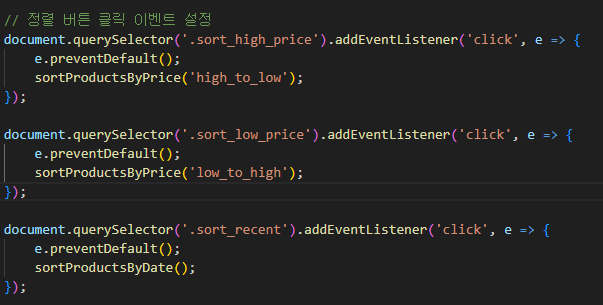 // 정렬 버튼 클릭 이벤트 설정
document.querySelector('.sort_high_price').addEventListener('click', e => {
    e.preventDefault();
    sortProductsByPrice('high_to_low');
});

document.querySelector('.sort_low_price').addEventListener('click', e => {
    e.preventDefault();
    sortProductsByPrice('low_to_high');
});

document.querySelector('.sort_recent').addEventListener('click', e => {
    e.preventDefault();
    sortProductsByDate();
});